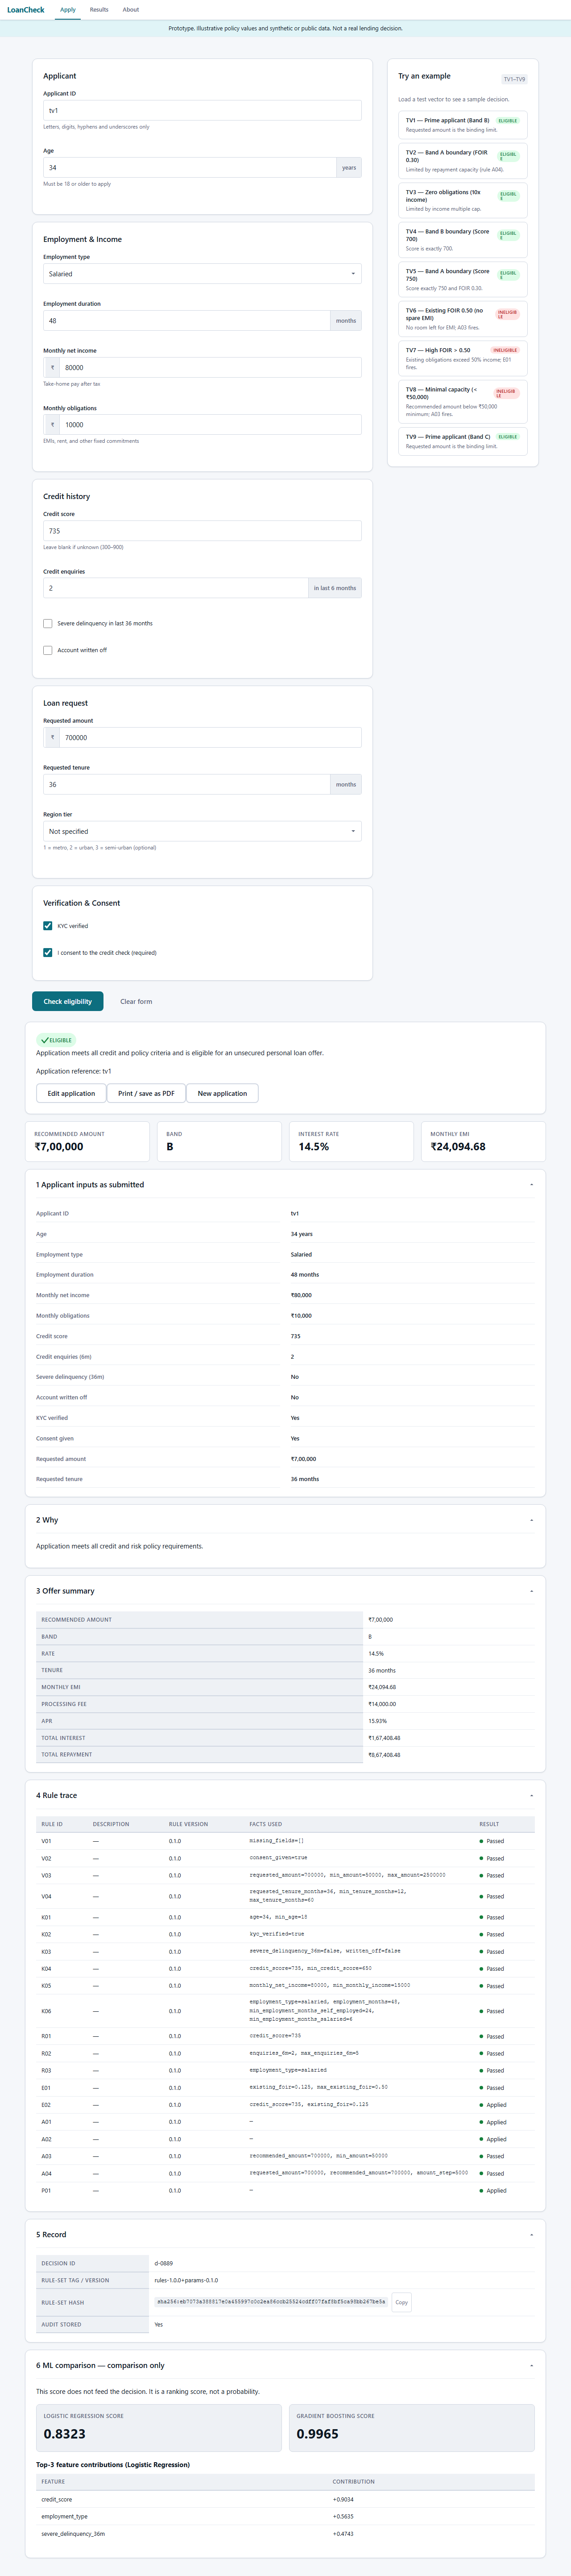 LoanCheck Apply Results About
Prototype. Illustrative policy values and synthetic or public data. Not a real lending decision.
Applicant
Applicant ID
tv1
Letters, digits, hyphens and underscores only
Age
34 years
Must be 18 or older to apply
Employment & Income
Employment type
Salaried
Employment duration
48 months
Monthly net income
₹ 80000
Take-home pay after tax
Monthly obligations
₹ 10000
EMIs, rent, and other fixed commitments
Credit history
Credit score
735
Leave blank if unknown (300–900)
Credit enquiries
2 in last 6 months
Severe delinquency in last 36 months
Account written off
Loan request
Requested amount
₹ 700000
Requested tenure
36 months
Region tier
Not specified
1 = metro, 2 = urban, 3 = semi-urban (optional)
Verification & Consent
KYC verified
I consent to the credit check (required)
Check eligibility Clear form
Try an example TV1–TV9
Load a test vector to see a sample decision.
TV1 — Prime applicant (Band B) ELIGIBLE
Requested amount is the binding limit.
TV2 — Band A boundary (FOIR 0.30) ELIGIBLE
Limited by repayment capacity (rule A04).
TV3 — Zero obligations (10x income) ELIGIBLE
Limited by income multiple cap.
TV4 — Band B boundary (Score 700) ELIGIBLE
Score is exactly 700.
TV5 — Band A boundary (Score 750) ELIGIBLE
Score exactly 750 and FOIR 0.30.
TV6 — Existing FOIR 0.50 (no spare EMI) INELIGIBLE
No room left for EMI; A03 fires.
TV7 — High FOIR > 0.50 INELIGIBLE
Existing obligations exceed 50% income; E01 fires.
TV8 — Minimal capacity (< ₹50,000) INELIGIBLE
Recommended amount below ₹50,000 minimum; A03 fires.
TV9 — Prime applicant (Band C) ELIGIBLE
Requested amount is the binding limit.
ELIGIBLE
Application meets all credit and policy criteria and is eligible for an unsecured personal loan offer.
Application reference: tv1
Edit application Print / save as PDF New application
RECOMMENDED AMOUNT
₹7,00,000
BAND
B
INTEREST RATE
14.5%
MONTHLY EMI
₹24,094.68
1 Applicant inputs as submitted
Applicant ID tv1
Age 34 years
Employment type Salaried
Employment duration 48 months
Monthly net income ₹80,000
Monthly obligations ₹10,000
Credit score 735
Credit enquiries (6m) 2
Severe delinquency (36m) No
Account written off No
KYC verified Yes
Consent given Yes
Requested amount ₹7,00,000
Requested tenure 36 months
2 Why
Application meets all credit and risk policy requirements.
3 Offer summary
RECOMMENDED AMOUNT ₹7,00,000
BAND B
RATE 14.5%
TENURE 36 months
MONTHLY EMI ₹24,094.68
PROCESSING FEE ₹14,000.00
APR 15.93%
TOTAL INTEREST ₹1,67,408.48
TOTAL REPAYMENT ₹8,67,408.48
4 Rule trace
RULE ID DESCRIPTION RULE VERSION FACTS USED RESULT
V01 — 0.1.0 missing_fields=[] Passed
V02 — 0.1.0 consent_given=true Passed
V03 — 0.1.0 requested_amount=700000, min_amount=50000, max_amount=2500000 Passed
V04 — 0.1.0 requested_tenure_months=36, min_tenure_months=12, max_tenure_months=60 Passed
K01 — 0.1.0 age=34, min_age=18 Passed
K02 — 0.1.0 kyc_verified=true Passed
K03 — 0.1.0 severe_delinquency_36m=false, written_off=false Passed
K04 — 0.1.0 credit_score=735, min_credit_score=650 Passed
K05 — 0.1.0 monthly_net_income=80000, min_monthly_income=15000 Passed
K06 — 0.1.0 employment_type=salaried, employment_months=48, min_employment_months_self_employed=24, min_employment_months_salaried=6 Passed
R01 — 0.1.0 credit_score=735 Passed
R02 — 0.1.0 enquiries_6m=2, max_enquiries_6m=5 Passed
R03 — 0.1.0 employment_type=salaried Passed
E01 — 0.1.0 existing_foir=0.125, max_existing_foir=0.50 Passed
E02 — 0.1.0 credit_score=735, existing_foir=0.125 Applied
A01 — 0.1.0 — Applied
A02 — 0.1.0 — Applied
A03 — 0.1.0 recommended_amount=700000, min_amount=50000 Passed
A04 — 0.1.0 requested_amount=700000, recommended_amount=700000, amount_step=5000 Passed
P01 — 0.1.0 — Applied
5 Record
DECISION ID d-0889
RULE-SET TAG / VERSION rules-1.0.0+params-0.1.0
RULE-SET HASH Copy
AUDIT STORED Yes
6 ML comparison — comparison only
This score does not feed the decision. It is a ranking score, not a probability.
LOGISTIC REGRESSION SCORE
0.8323
GRADIENT BOOSTING SCORE
0.9965
Top-3 feature contributions (Logistic Regression)
FEATURE CONTRIBUTION
credit_score +0.9034
employment_type +0.5635
severe_delinquency_36m +0.4743